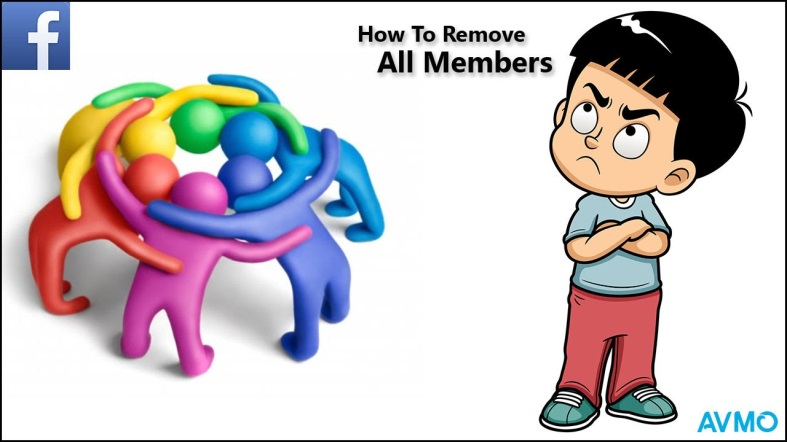 f
How To Remove
All Members
AVMO